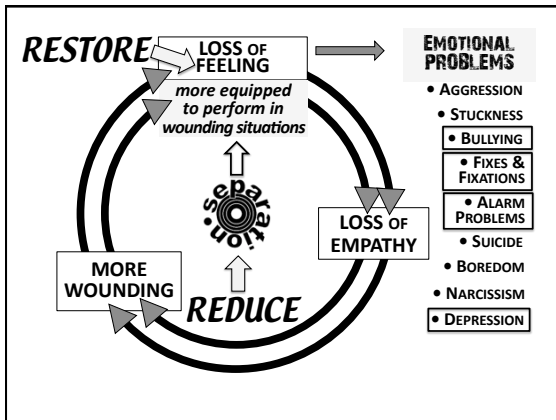 RESTORE
LOSS OF
FEELING
more equipped
to perform in
wounding situations
separation
LOSS OF
EMPATHY
MORE
WOUNDING
REDUCE
EMOTIONAL
PROBLEMS
• AGGRESSION
• STUCKNESS
• BULLYING
• FIXES &
FIXATIONS
• ALARM
PROBLEMS
• SUICIDE
• BOREDOM
• NARCISSISM
• DEPRESSION